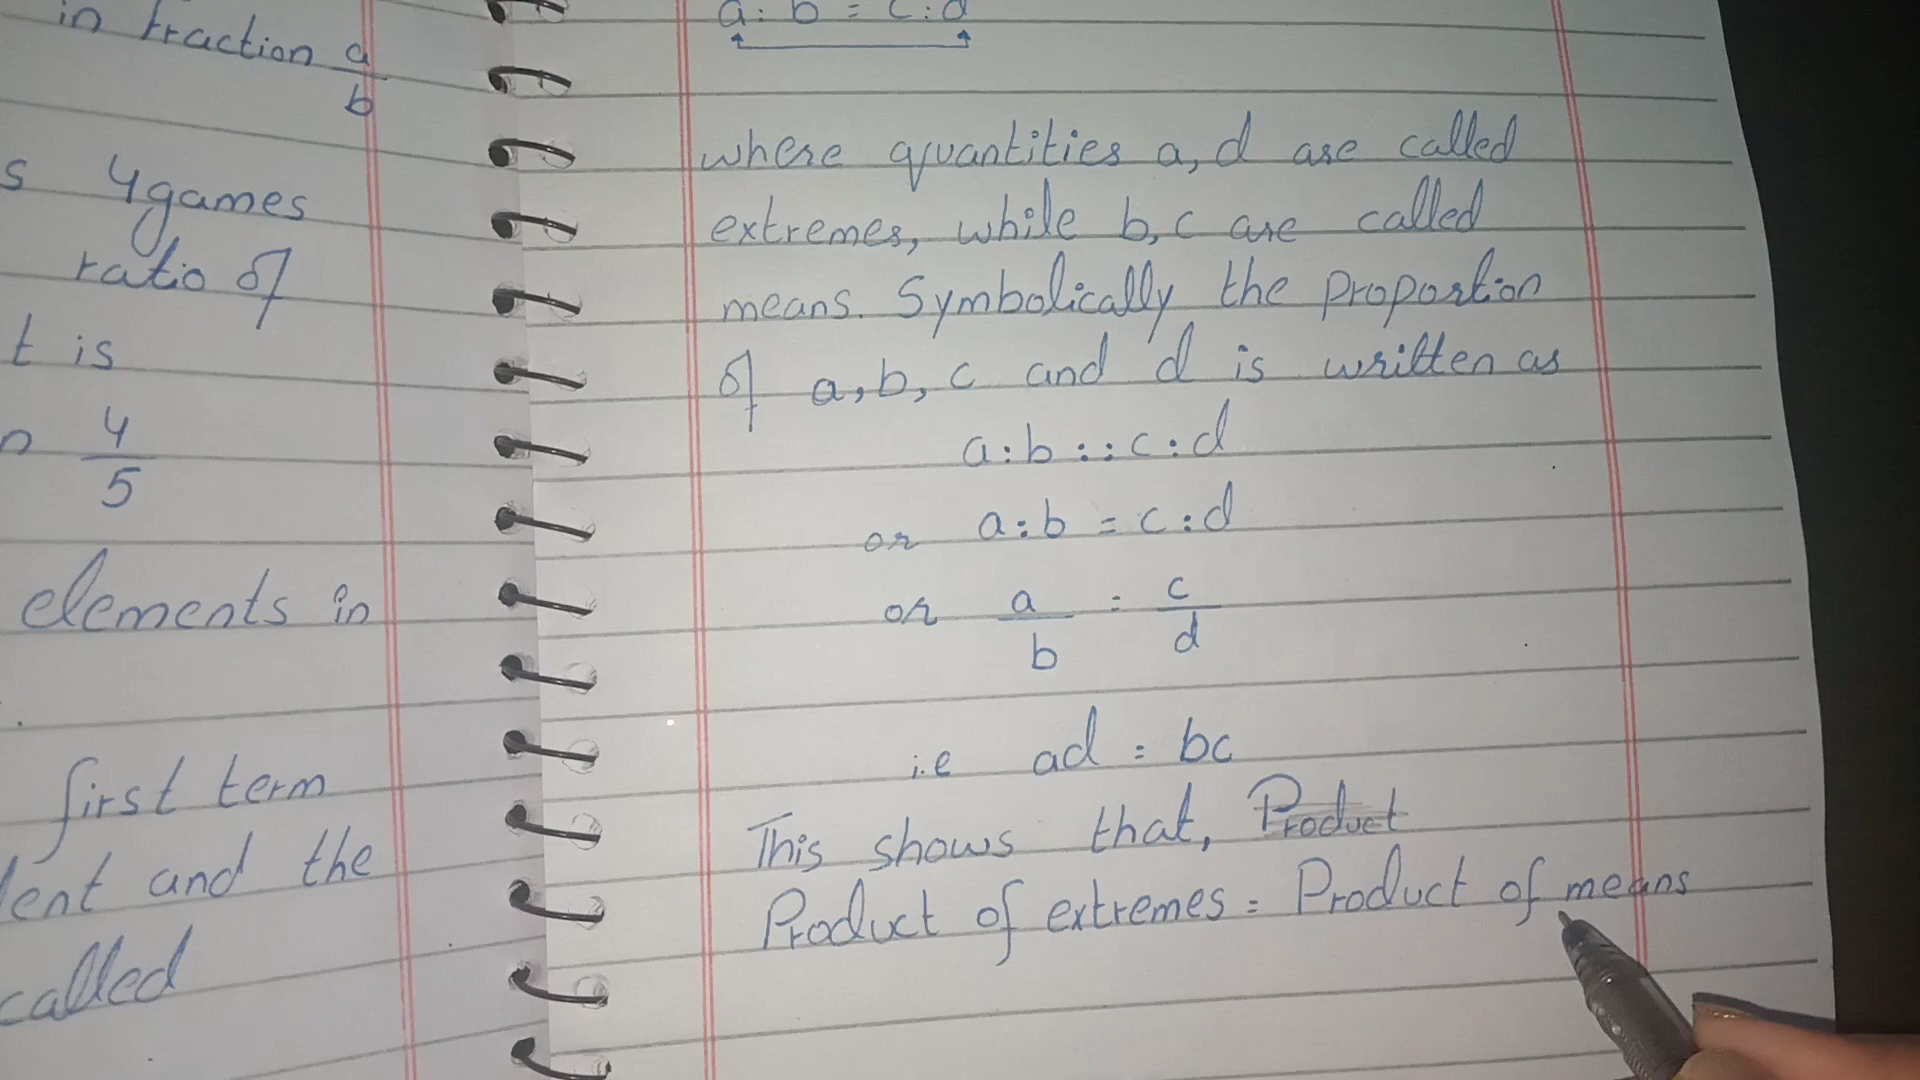 in fraction a
b
s 4games
ratio of
t is
n 4
5
elements in
first term
lent and the
called
a: b = c:d
where quantities a, d are called
extremes, while b, c are called
means. Symbolically the proportion
of a, b, c and d is written as
a:b::c:d
or a:b = c:d
or a = c
b d
i.e ad = bc
This shows that, Product
Product of extremes = Product of means